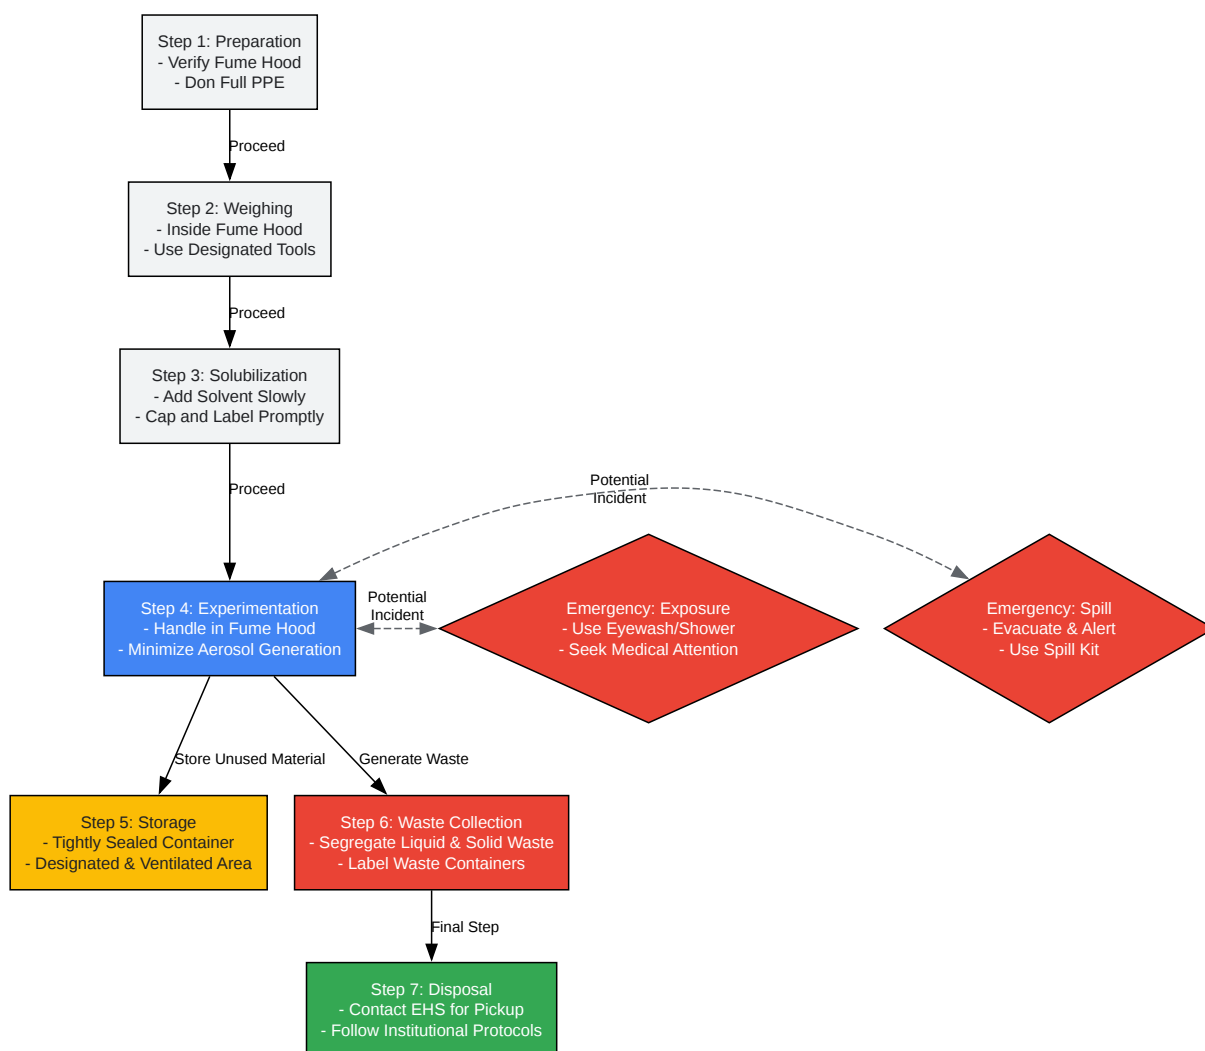 Step 1: Preparation
- Verify Fume Hood
- Don Full PPE
Proceed
Step 2: Weighing
- Inside Fume Hood
- Use Designated Tools
Proceed
Step 3: Solubilization
- Add Solvent Slowly
- Cap and Label Promptly
Proceed
Potential
Incident
Step 4: Experimentation
- Handle in Fume Hood
- Minimize Aerosol Generation
Potential
Incident
Emergency: Exposure
- Use Eyewash/Shower
- Seek Medical Attention
Emergency: Spill
- Evacuate & Alert
- Use Spill Kit
Store Unused Material
Generate Waste
Step 5: Storage
- Tightly Sealed Container
- Designated & Ventilated Area
Step 6: Waste Collection
- Segregate Liquid & Solid Waste
- Label Waste Containers
Final Step
Step 7: Disposal
- Contact EHS for Pickup
- Follow Institutional Protocols